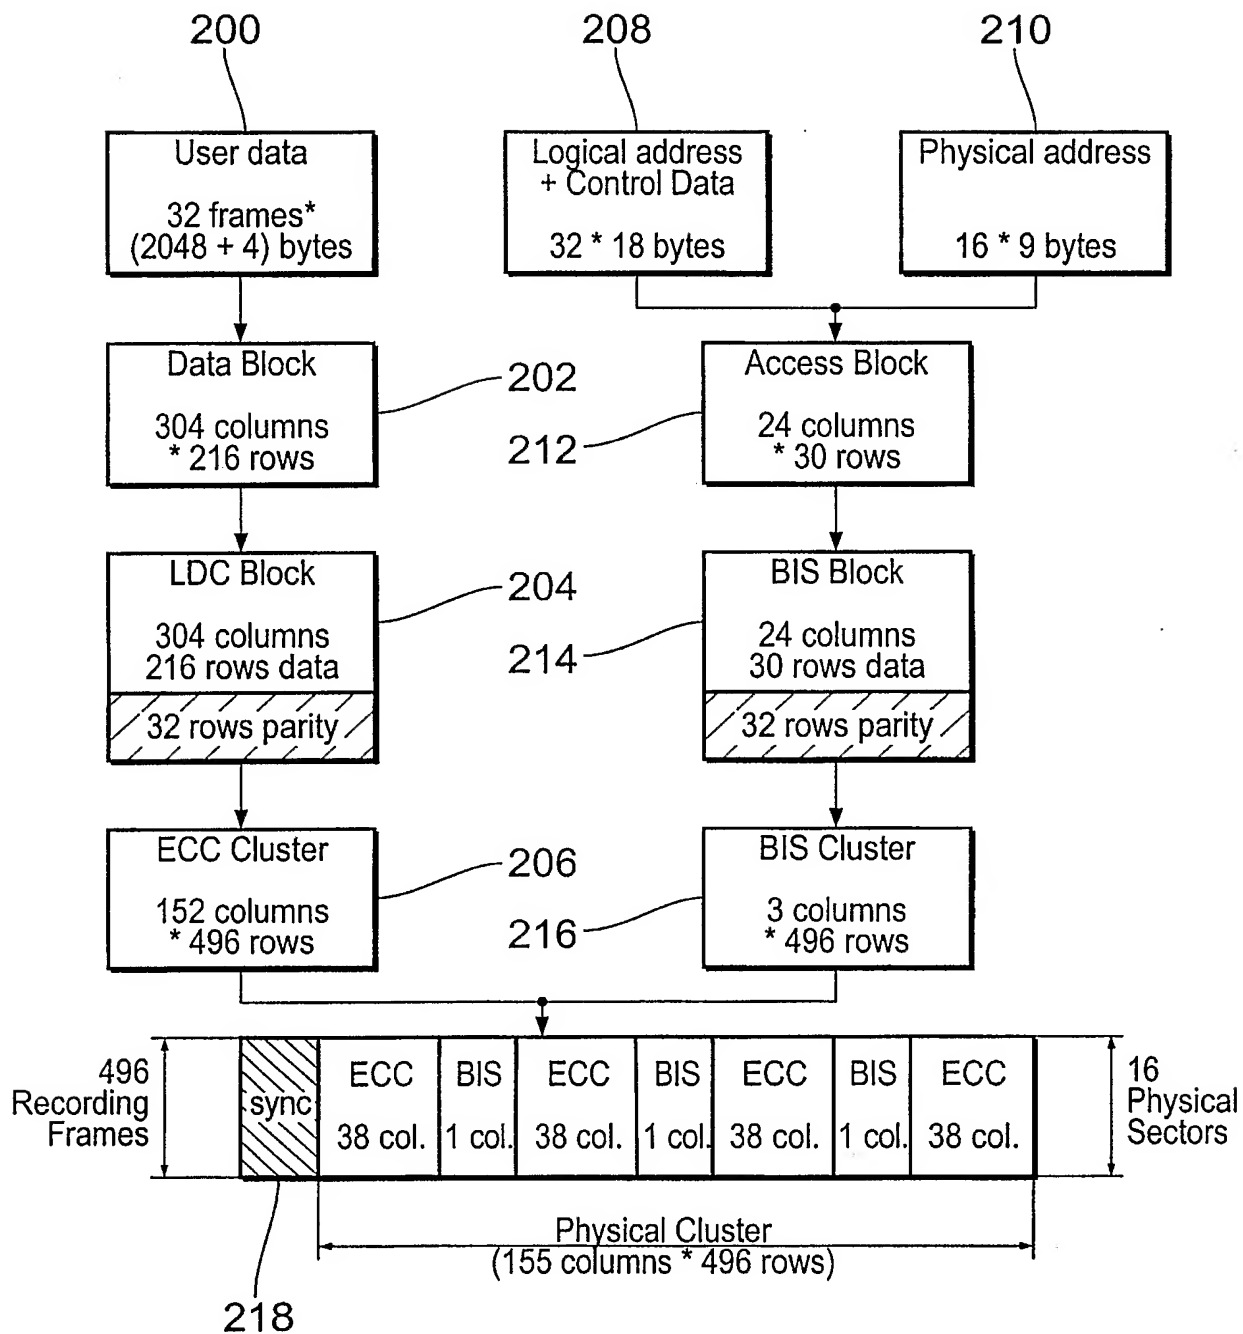 200
208
210
User data
32 frames*
(2048 + 4) bytes
Logical address
+ Control Data
32 * 18 bytes
Physical address
16 * 9 bytes
Data Block
304 columns
* 216 rows
202
212
Access Block
24 columns
* 30 rows
LDC Block
304 columns
216 rows data
32 rows parity
204
214
BIS Block
24 columns
30 rows data
32 rows parity
ECC Cluster
152 columns
* 496 rows
206
216
BIS Cluster
3 columns
* 496 rows
496
Recording
Frames
sync
ECC
38 col.
BIS
1 col.
ECC
38 col.
BIS
1 col.
ECC
38 col.
BIS
1 col.
ECC
38 col.
16
Physical
Sectors
Physical Cluster
(155 columns * 496 rows)
218